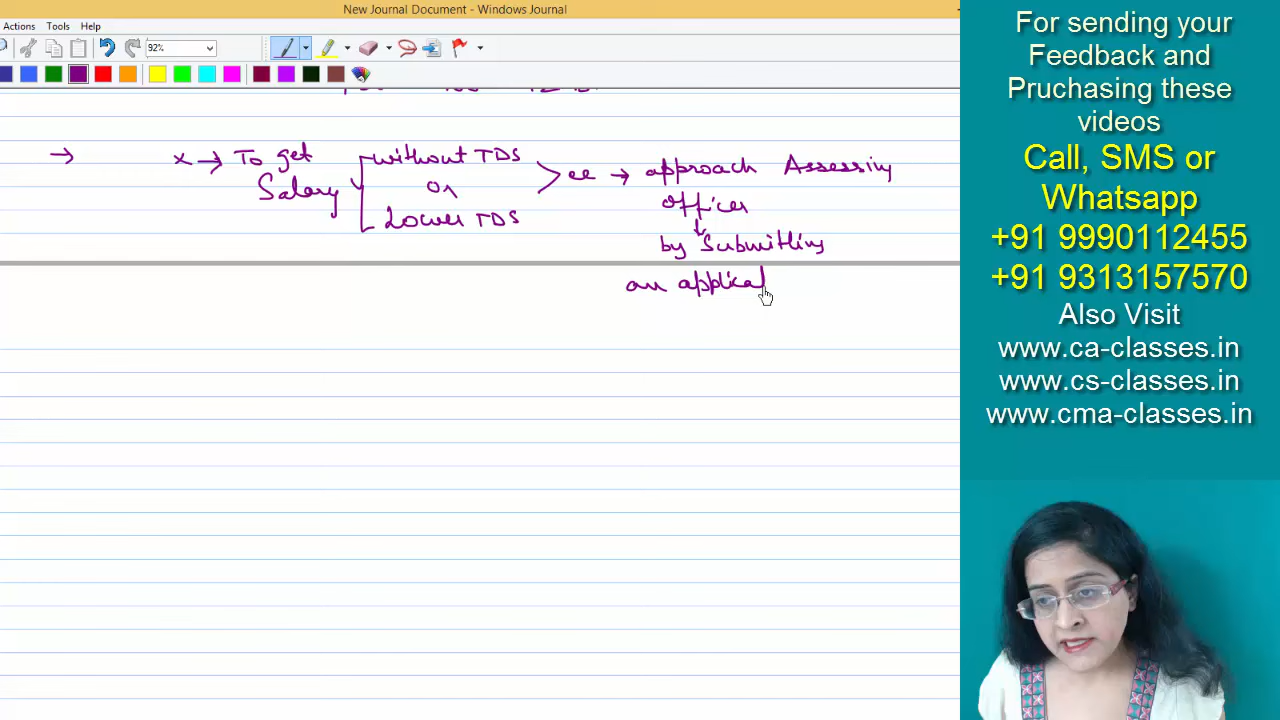 New Journal Document - Windows Journal
Actions Tools Help
92%
→ x → To get Salary
without TDS
or
Lower TDS
ee → approach Assessing
officer
by Submitting
an applicat
For sending your
Feedback and
Pruchasing these
videos
Call, SMS or
Whatsapp
+91 9990112455
+91 9313157570
Also Visit
www.ca-classes.in
www.cs-classes.in
www.cma-classes.in